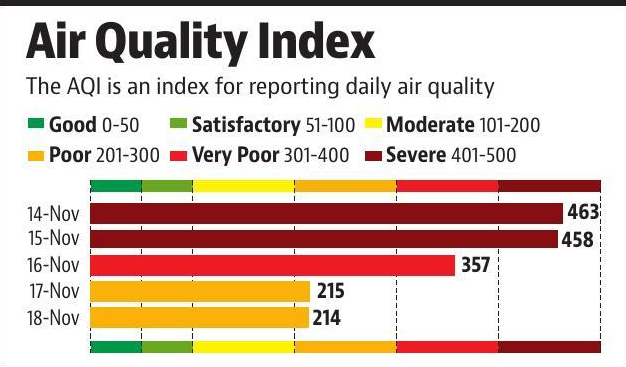 Air Quality Index
The AQI is an index for reporting daily air quality
Good 0-50 Satisfactory 51-100 Moderate 101-200
Poor 201-300 Very Poor 301-400 Severe 401-500
14-Nov 463
15-Nov 458
16-Nov 357
17-Nov 215
18-Nov 214